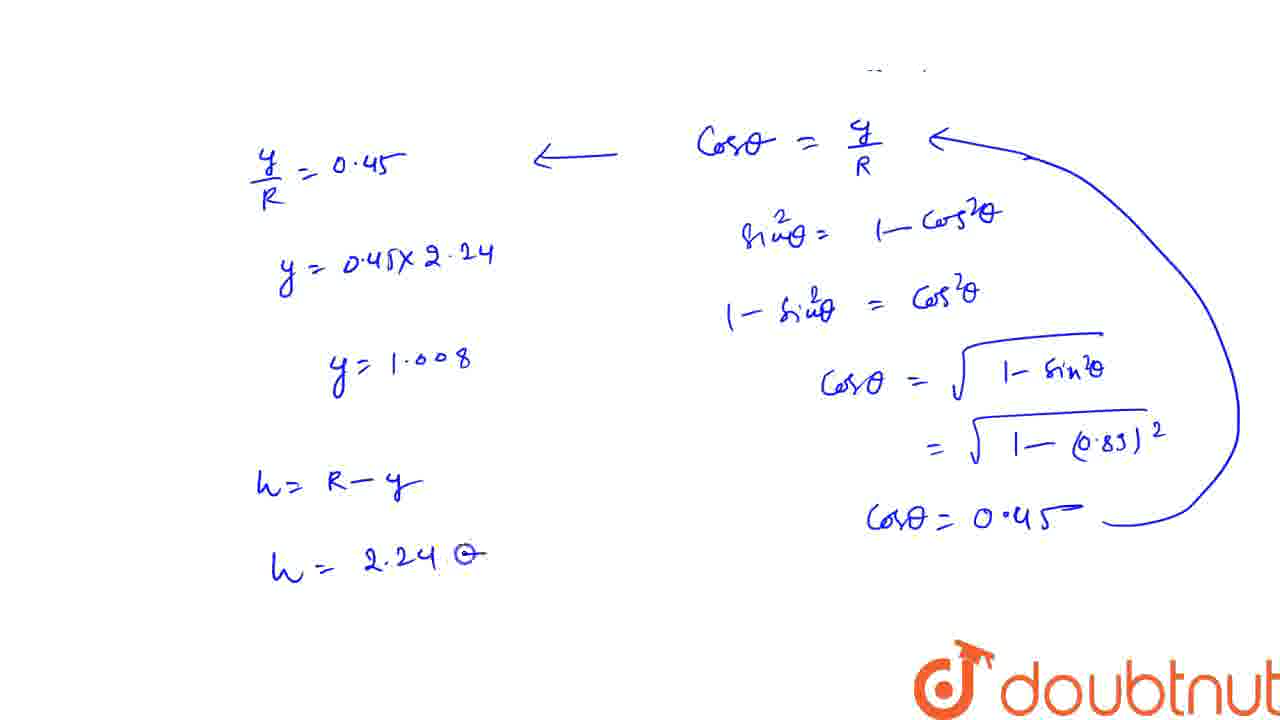 y/R = 0.45 ← Cosθ = y/R
y = 0.45 × 2.24
y = 1.008
h = R − y
h = 2.24
sin²θ = 1 − Cos²θ
1 − sin²θ = Cos²θ
Cosθ = √(1 − sin²θ)
= √(1 − (0.89)²)
Cosθ = 0.45
doubtnut